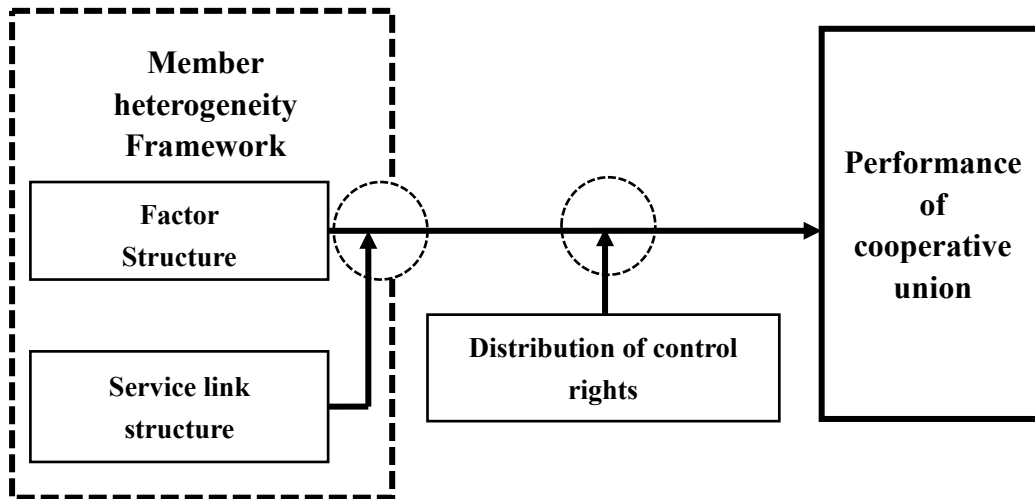 Member
heterogeneity
Framework
Factor
Structure
Service link
structure
Distribution of control
rights
Performance
of
cooperative
union